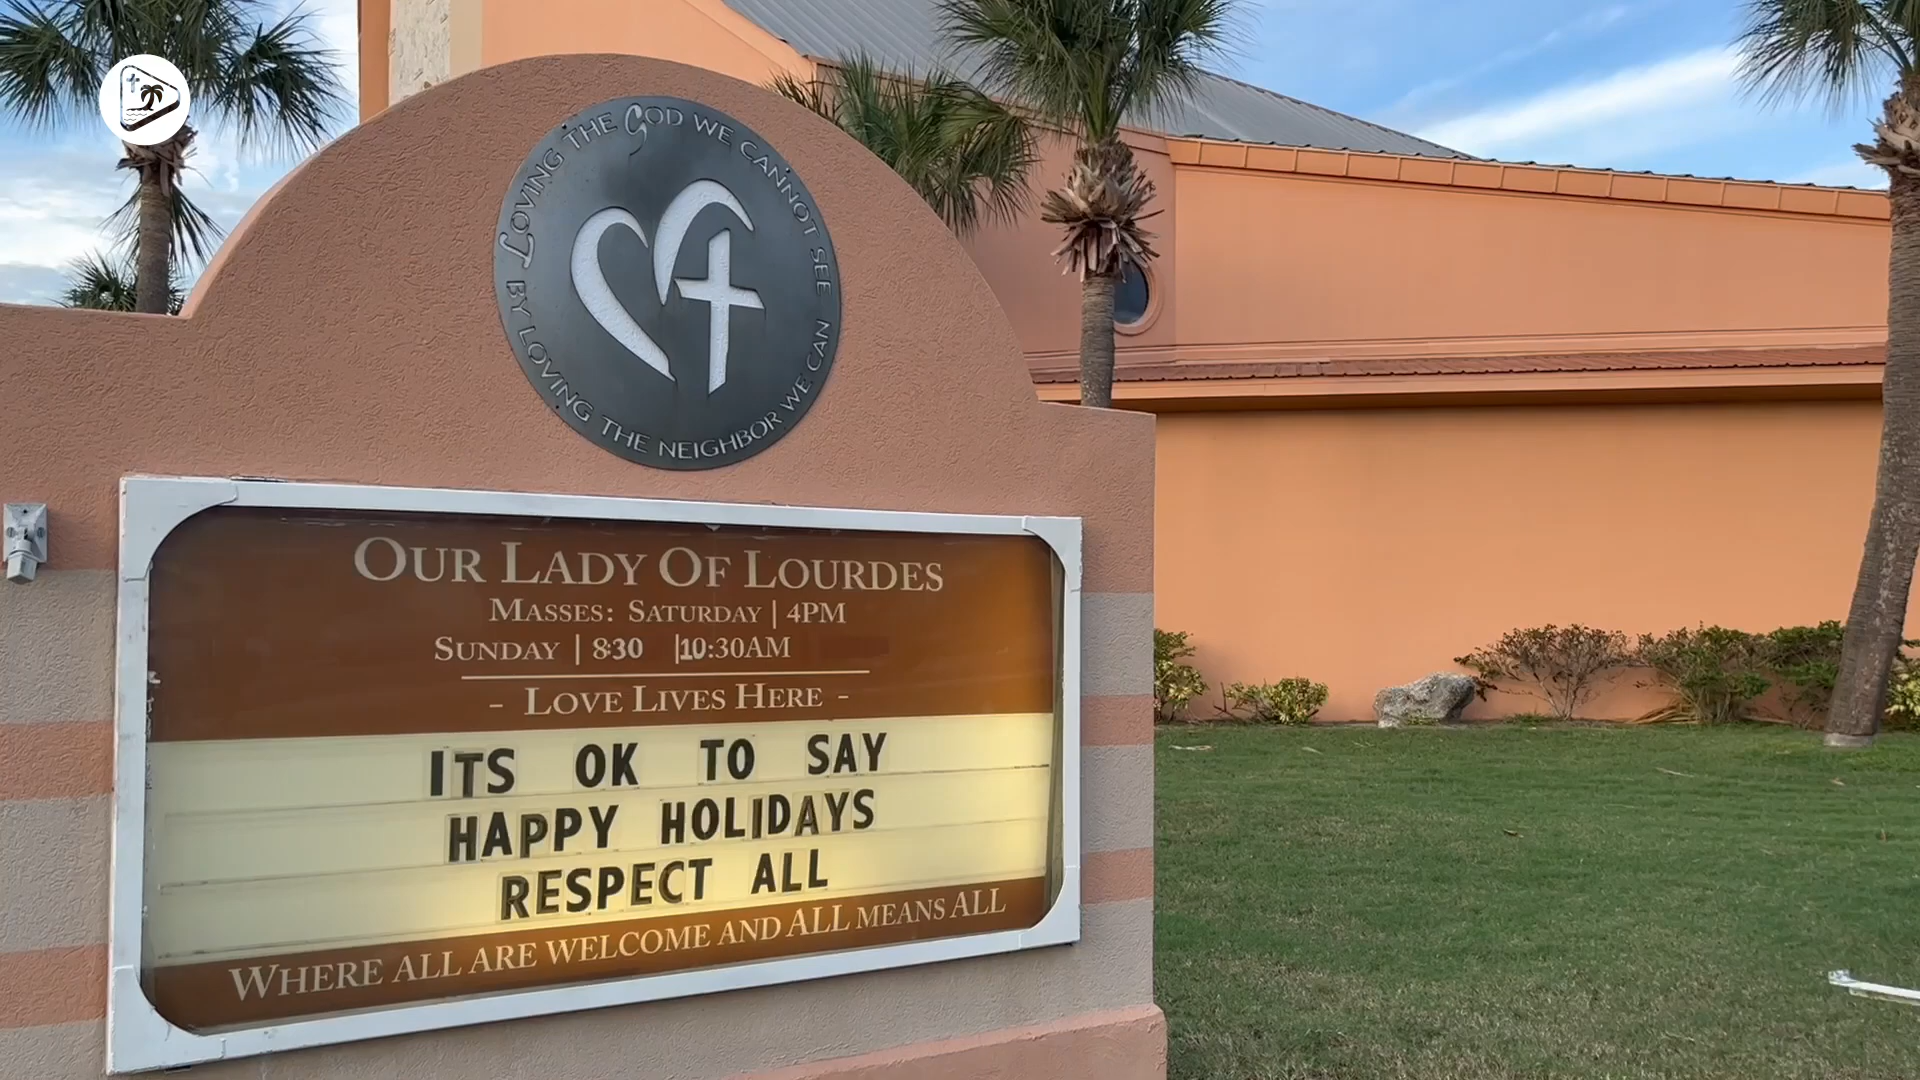 LOVING THE GOD WE CANNOT SEE
BY LOVING THE NEIGHBOR WE CAN
OUR LADY OF LOURDES
MASSES: SATURDAY | 4PM
SUNDAY | 8:30 |10:30AM
- LOVE LIVES HERE -
ITS OK TO SAY
HAPPY HOLIDAYS
RESPECT ALL
WHERE ALL ARE WELCOME AND ALL MEANS ALL